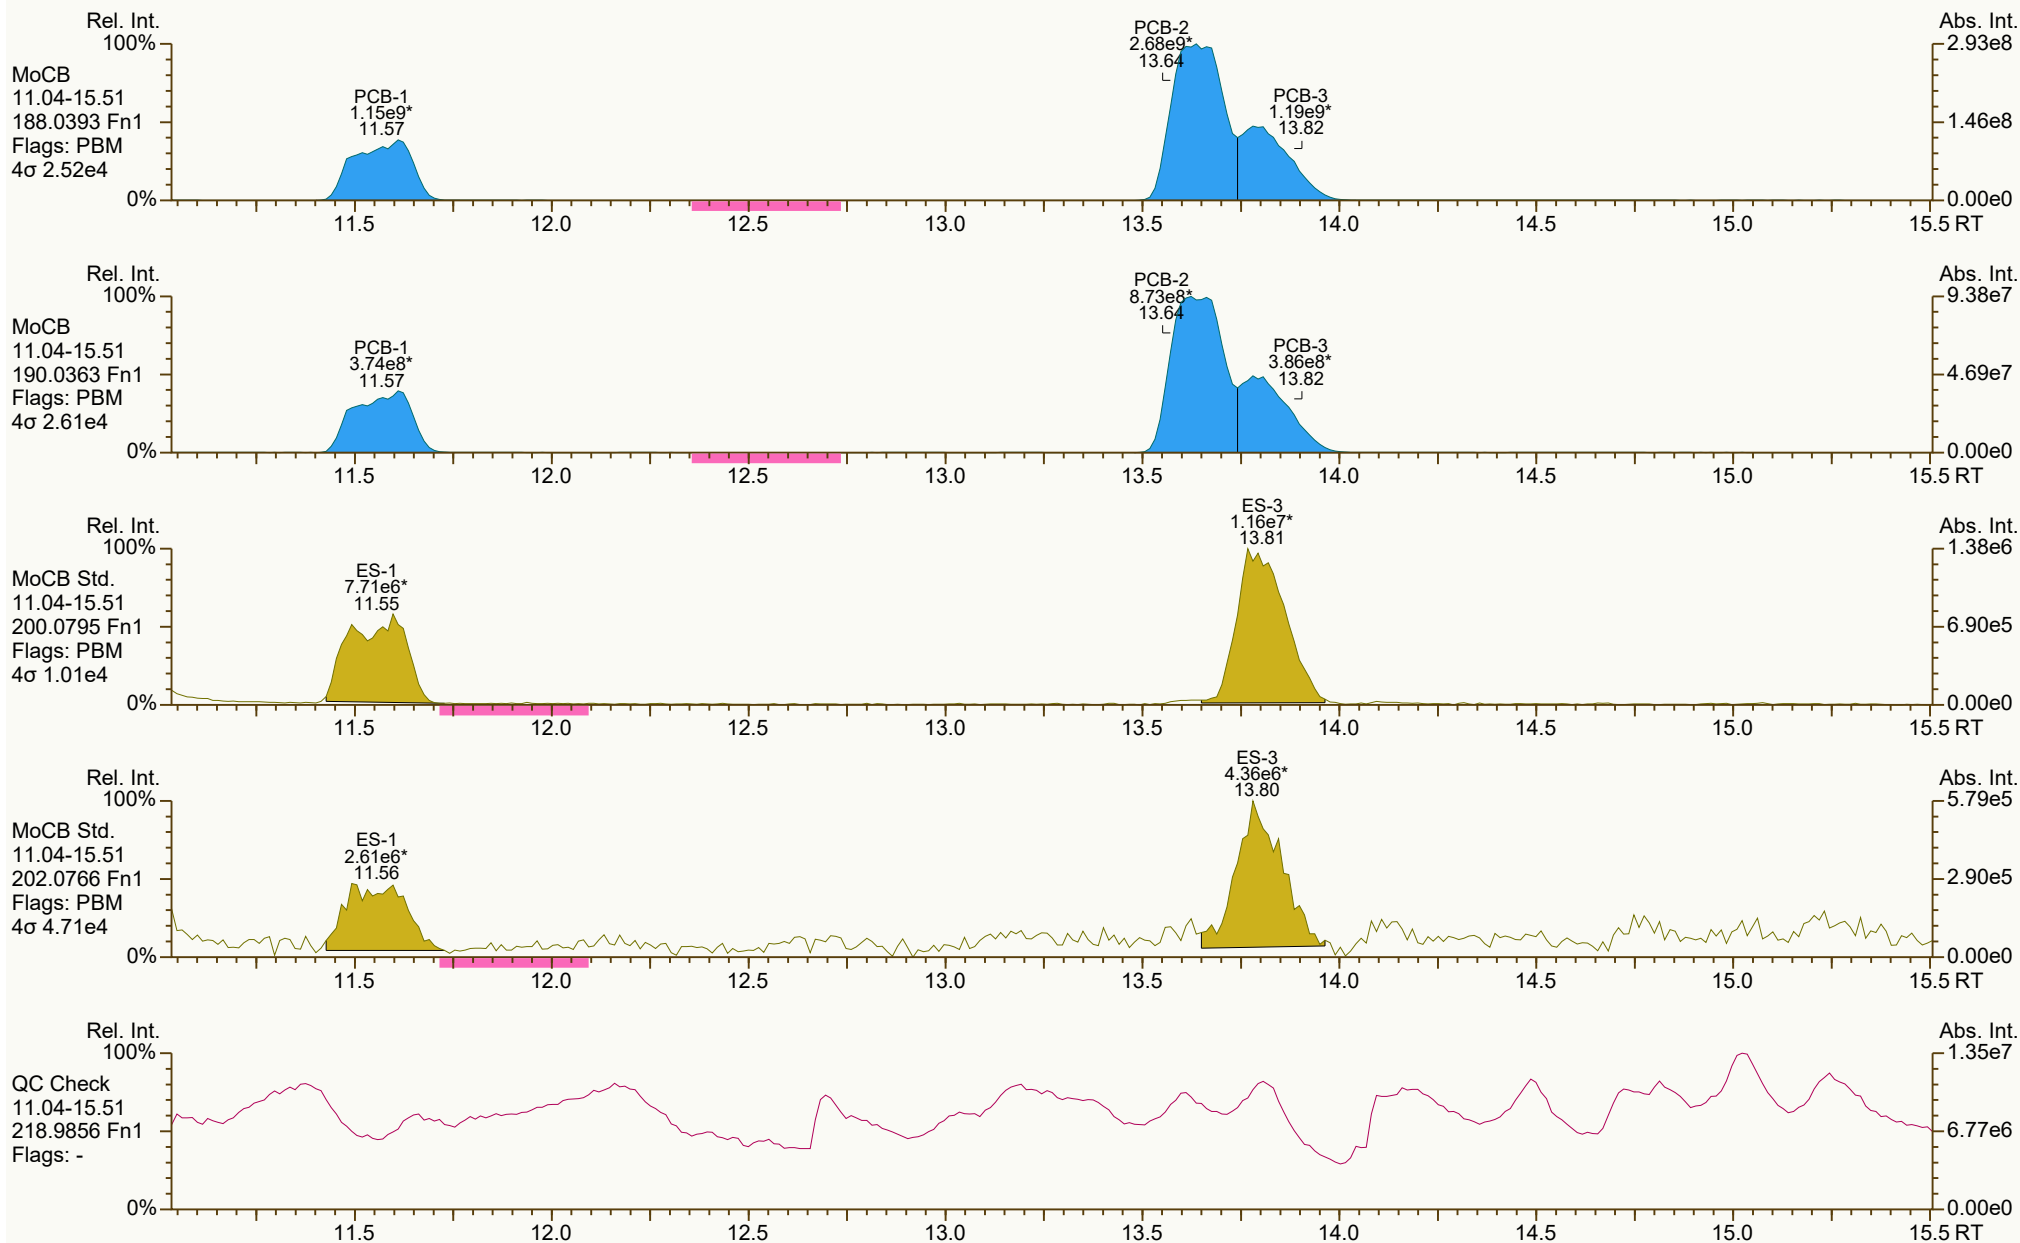 Rel. Int.
Abs. Int.
100%
2.93e8
1.46e8
0%
0.00e0
MoCB
11.04-15.51
188.0393 Fn1
Flags: PBM
4σ 2.52e4
PCB-1
1.15e9*
11.57
PCB-2
2.68e9*
13.64
PCB-3
1.19e9*
13.82
11.5 12.0 12.5 13.0 13.5 14.0 14.5 15.0 15.5 RT
Rel. Int.
Abs. Int.
100%
9.38e7
4.69e7
0%
0.00e0
MoCB
11.04-15.51
190.0363 Fn1
Flags: PBM
4σ 2.61e4
PCB-1
3.74e8*
11.57
PCB-2
8.73e8*
13.64
PCB-3
3.86e8*
13.82
11.5 12.0 12.5 13.0 13.5 14.0 14.5 15.0 15.5 RT
Rel. Int.
Abs. Int.
100%
1.38e6
6.90e5
0%
0.00e0
MoCB Std.
11.04-15.51
200.0795 Fn1
Flags: PBM
4σ 1.01e4
ES-1
7.71e6*
11.55
ES-3
1.16e7*
13.81
11.5 12.0 12.5 13.0 13.5 14.0 14.5 15.0 15.5 RT
Rel. Int.
Abs. Int.
100%
5.79e5
2.90e5
0%
0.00e0
MoCB Std.
11.04-15.51
202.0766 Fn1
Flags: PBM
4σ 4.71e4
ES-1
2.61e6*
11.56
ES-3
4.36e6*
13.80
11.5 12.0 12.5 13.0 13.5 14.0 14.5 15.0 15.5 RT
Rel. Int.
Abs. Int.
100%
1.35e7
6.77e6
0%
0.00e0
QC Check
11.04-15.51
218.9856 Fn1
Flags: -
11.5 12.0 12.5 13.0 13.5 14.0 14.5 15.0 15.5 RT